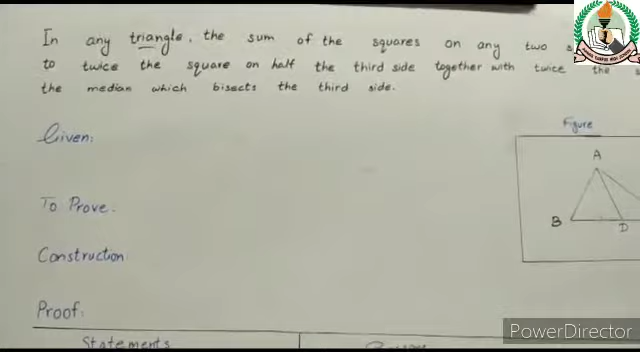 In any triangle, the sum of the squares on any two
to twice the square on half the third side together with twice the
the median which bisects the third side.
Given:
Figure
A
B
D
To Prove.
Construction
Proof:
Statements
PowerDirector